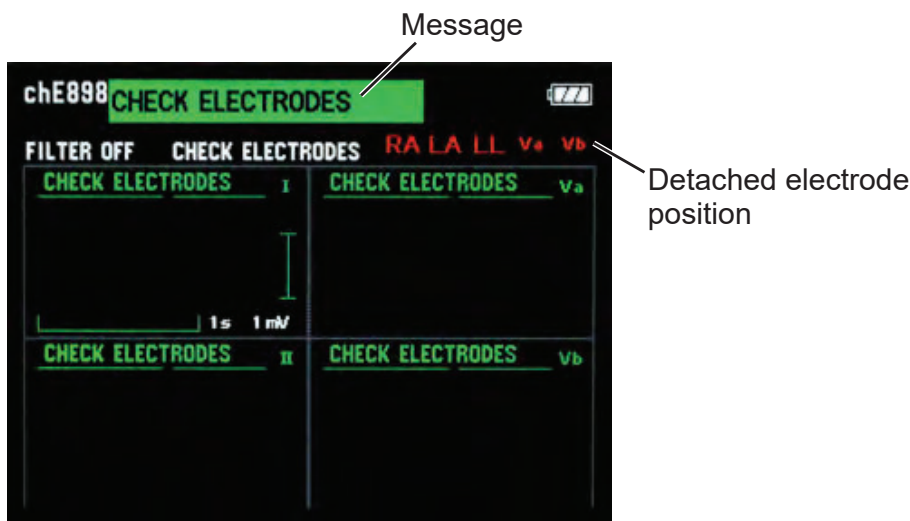 Message
chE898 CHECK ELECTRODES
FILTER OFF CHECK ELECTRODES RA LA LL Va Vb
Detached electrode
position
CHECK ELECTRODES I
CHECK ELECTRODES Va
1s 1 mV
CHECK ELECTRODES II
CHECK ELECTRODES Vb